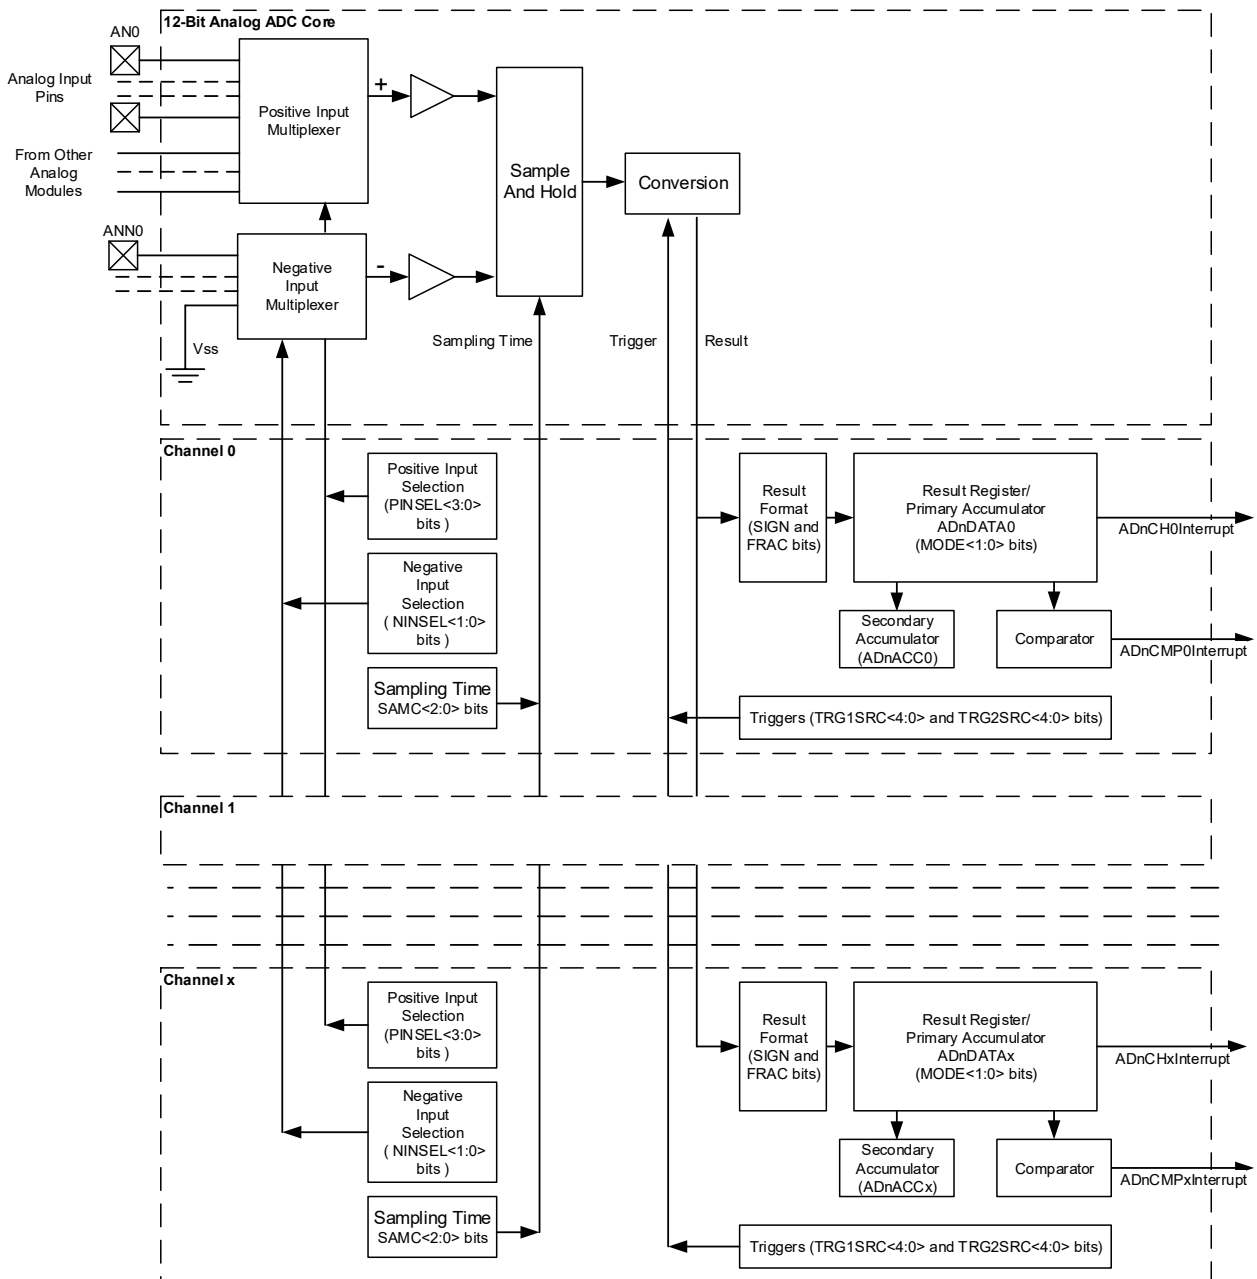 12-Bit Analog ADC Core
AN0
Analog Input
Pins
From Other
Analog
Modules
Positive Input
Multiplexer
+
Sample
And Hold
Conversion
ANN0
Negative
Input
Multiplexer
-
Vss
Sampling Time
Trigger
Result
Channel 0
Positive Input
Selection
(PINSEL<3:0>
bits )
Negative
Input
Selection
( NINSEL<1:0>
bits )
Sampling Time
SAMC<2:0> bits
Result
Format
(SIGN and
FRAC bits)
Result Register/
Primary Accumulator
ADnDATA0
(MODE<1:0> bits)
ADnCH0Interrupt
Secondary
Accumulator
(ADnACC0)
Comparator
ADnCMP0Interrupt
Triggers (TRG1SRC<4:0> and TRG2SRC<4:0> bits)
Channel 1
Channel x
Positive Input
Selection
(PINSEL<3:0>
bits )
Negative
Input
Selection
( NINSEL<1:0>
bits )
Sampling Time
SAMC<2:0> bits
Result
Format
(SIGN and
FRAC bits)
Result Register/
Primary Accumulator
ADnDATAx
(MODE<1:0> bits)
ADnCHxInterrupt
Secondary
Accumulator
(ADnACCx)
Comparator
ADnCMPxInterrupt
Triggers (TRG1SRC<4:0> and TRG2SRC<4:0> bits)